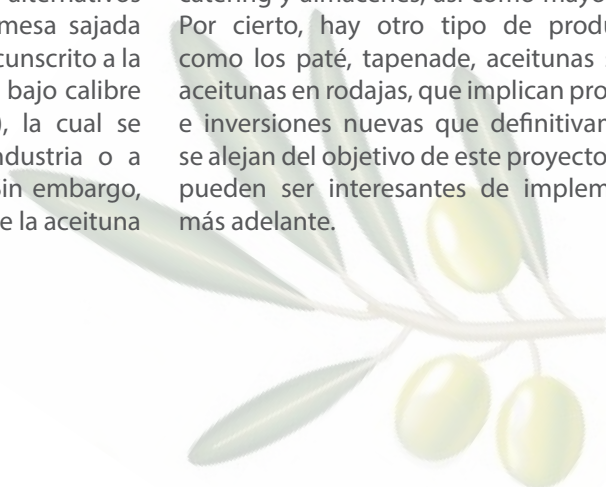 alternativos
mesa sajada
cunscrito a la
bajo calibre
, la cual se
ndustria o a
in embargo,
e la aceituna
catering y almacenes, así como mayo
Por cierto, hay otro tipo de produ
como los paté, tapenade, aceitunas
aceitunas en rodajas, que implican pro
e inversiones nuevas que definitivan
se alejan del objetivo de este proyecto
pueden ser interesantes de implem
más adelante.